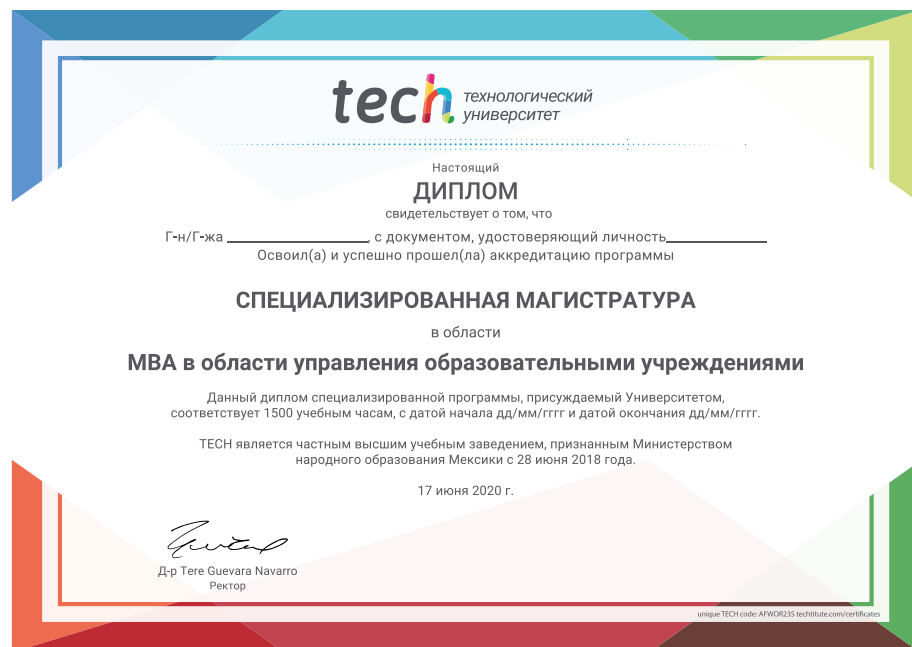 tech технологический
университет
Настоящий
ДИПЛОМ
свидетельствует о том, что
Г-н/Г-жа ____________________, с документом, удостоверяющий личность______________
Освоил(а) и успешно прошел(ла) аккредитацию программы
СПЕЦИАЛИЗИРОВАННАЯ МАГИСТРАТУРА
в области
MBA в области управления образовательными учреждениями
Данный диплом специализированной программы, присуждаемый Университетом,
соответствует 1500 учебным часам, с датой начала дд/мм/гггг и датой окончания дд/мм/гггг.
TECH является частным высшим учебным заведением, признанным Министерством
народного образования Мексики с 28 июня 2018 года.
17 июня 2020 г.
Д-р Tere Guevara Navarro
Ректор
unique TECH code: AFWOR23S techtitute.com/certificates